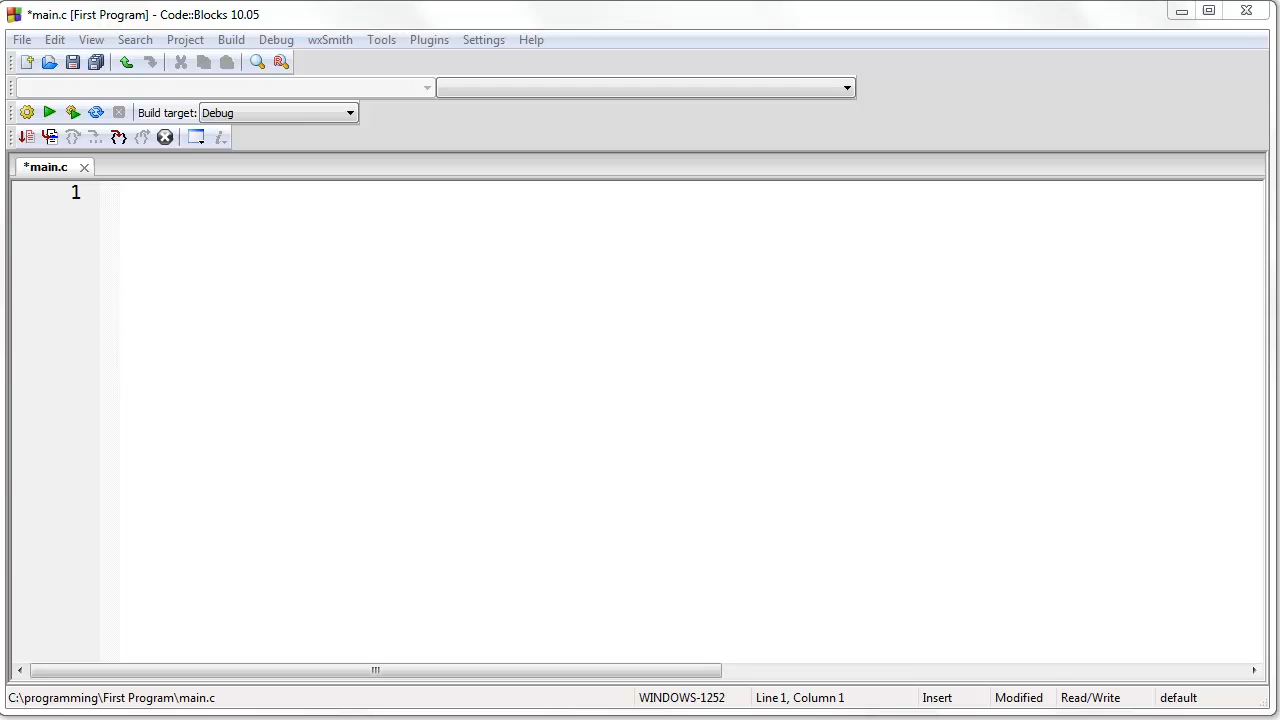 *main.c [First Program] - Code::Blocks 10.05
File Edit View Search Project Build Debug wxSmith Tools Plugins Settings Help
Build target: Debug
*main.c
1
C:\programming\First Program\main.c WINDOWS-1252 Line 1, Column 1 Insert Modified Read/Write default